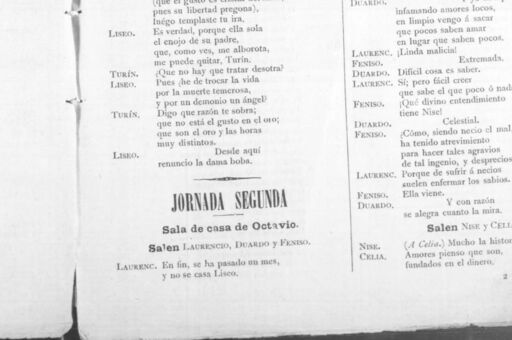 pues su libertad pregona),
luégo templaste tu ira.
LISEO. Es verdad, porque ella sola
el enojo de su padre,
que, como ves, me alborota,
me puede quitar, Turín.
TURÍN. ¿Que no hay que tratar desotra?
LISEO. Pues ¡he de trocar la vida
por la muerte temerosa,
y por un demonio un ángel?
TURÍN. Digo que razón te sobra;
que no está el gusto en el oro;
que son el oro y las horas
muy distintos.
LISEO. Desde aquí
renuncio la dama boba.
JORNADA SEGUNDA
Sala de casa de Octavio.
Salen LAURENCIO, DUARDO Y FENISO.
LAURENC. En fin, se ha pasado un mes,
y no se casa Liseo.
DUARDO,
infamando amores locos,
en limpio vengo á sacar
que pocos saben amar
en lugar que saben pocos.
LAURENC. ¡Linda malicia!
FENISO. Extremada.
DUARDO. Difícil cosa es saber.
LAURENC. Sí; pero fácil creer
que sabe el que poco ó nada
FENISO. ¡Qué divino entendimiento
tiene Nise!
DUARDO. Celestial.
FENISO. ¿Cómo, siendo necio el mal,
ha tenido atrevimiento
para hacer tales agravios
de tal ingenio, y desprecios
LAURENC. Porque de sufrir á necios
suelen enfermar los sabios.
FENISO. Ella viene.
DUARDO, Y con razón
se alegra cuanto la mira.
Salen NISE y CELI
NISE. (A Celia.) Mucho la histor
CELIA. Amores pienso que son,
fundados en el dinero.
2